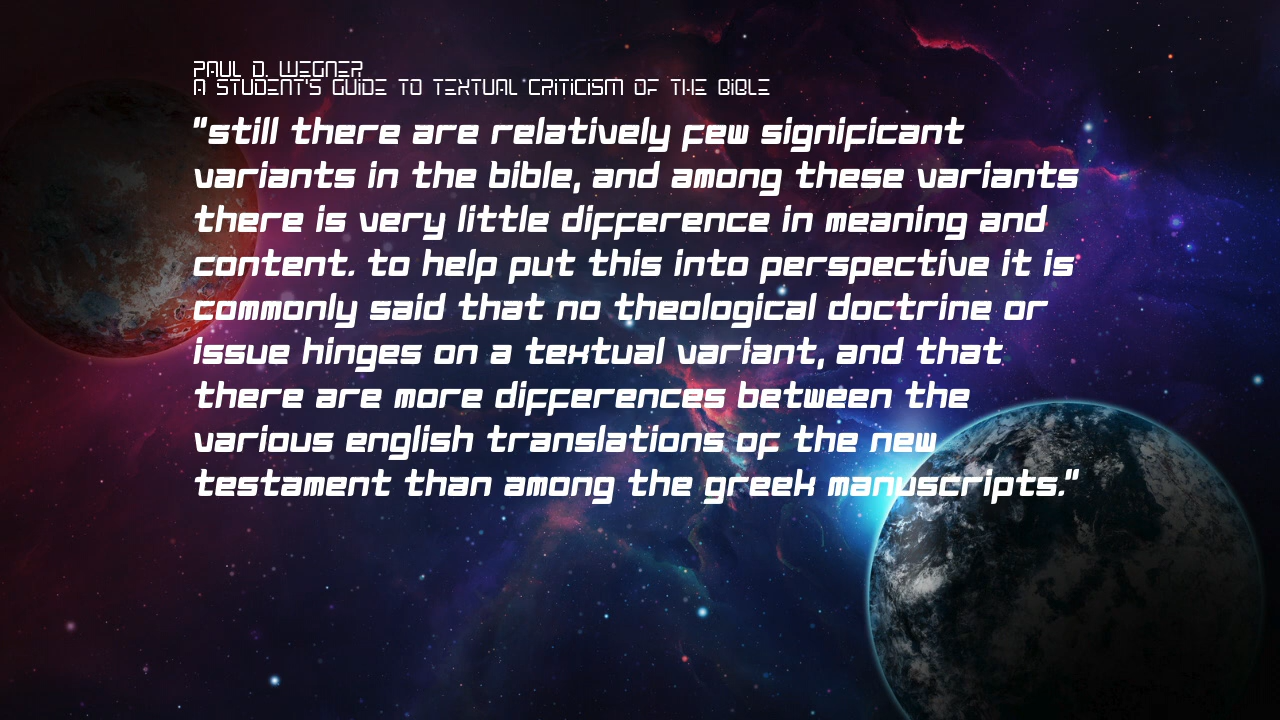 PAUL D. WEGNER
A STUDENT'S GUIDE TO TEXTUAL CRITICISM OF THE BIBLE
"still there are relatively few significant
variants in the bible, and among these variants
there is very little difference in meaning and
content. to help put this into perspective it is
commonly said that no theological doctrine or
issue hinges on a textual variant, and that
there are more differences between the
various english translations of the new
testament than among the greek manuscripts."